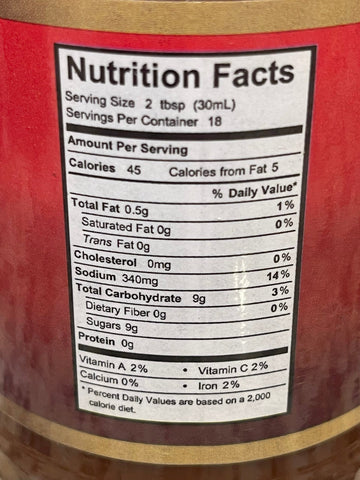 Nutrition Facts
Serving Size 2 tbsp (30mL)
Servings Per Container 18
Amount Per Serving
Calories 45 Calories from Fat 5
% Daily Value*
Total Fat 0.5g 1%
Saturated Fat 0g 0%
Trans Fat 0g
Cholesterol 0mg 0%
Sodium 340mg 14%
Total Carbohydrate 9g 3%
Dietary Fiber 0g 0%
Sugars 9g
Protein 0g
Vitamin A 2% • Vitamin C 2%
Calcium 0% • Iron 2%
* Percent Daily Values are based on a 2,000
calorie diet.